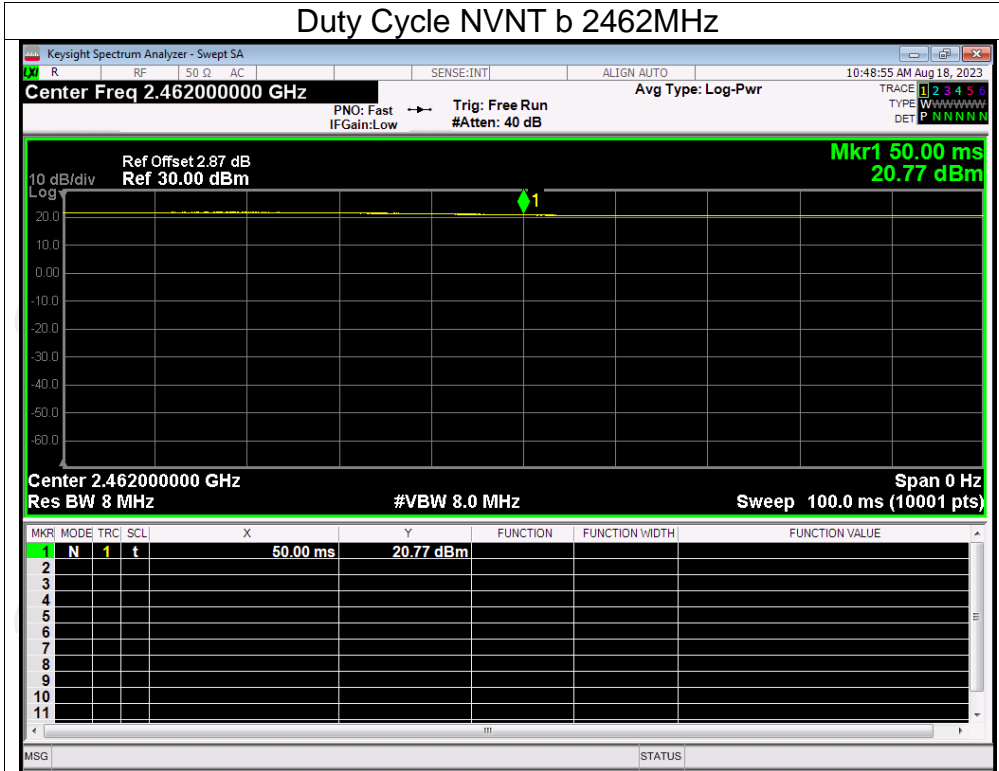 Duty Cycle NVNT b 2462MHz
Keysight Spectrum Analyzer - Swept SA
LXI R RF 50 Ω AC SENSE:INT ALIGN AUTO 10:48:55 AM Aug 18, 2023
Center Freq 2.462000000 GHz Avg Type: Log-Pwr TRACE 1 2 3 4 5 6
PNO: Fast Trig: Free Run TYPE WWWWWW
IFGain:Low #Atten: 40 dB DET P N N N N N
Ref Offset 2.87 dB Mkr1 50.00 ms
10 dB/div Ref 30.00 dBm 20.77 dBm
Log
1
20.0
10.0
0.00
-10.0
-20.0
-30.0
-40.0
-50.0
-60.0
Center 2.462000000 GHz Span 0 Hz
Res BW 8 MHz #VBW 8.0 MHz Sweep 100.0 ms (10001 pts)
MKR MODE TRC SCL X Y FUNCTION FUNCTION WIDTH FUNCTION VALUE
1 N 1 t 50.00 ms 20.77 dBm
2
3
4
5
6
7
8
9
10
11
MSG STATUS